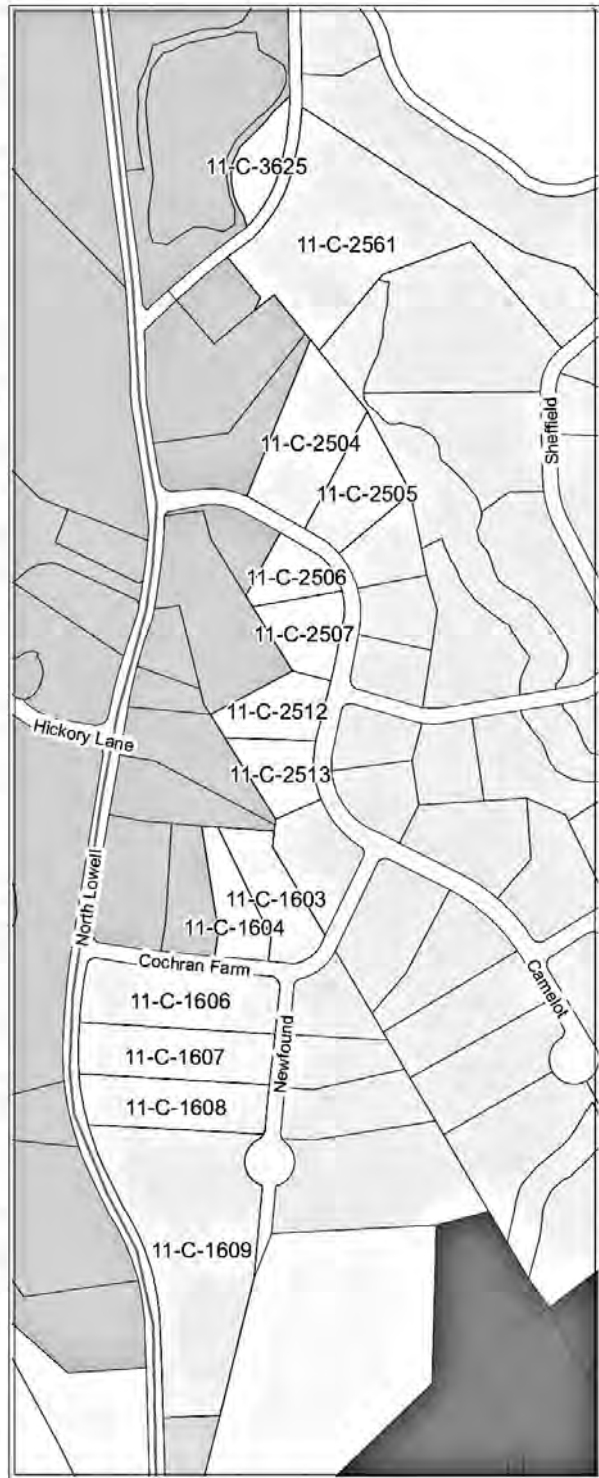 11-C-3625
11-C-2561
Sheffield
11-C-2504
11-C-2505
11-C-2506
11-C-2507
11-C-2512
Hickory Lane
11-C-2513
North Lowell
11-C-1603
11-C-1604
Cochran Farm
Camelot
11-C-1606
Newfound
11-C-1607
11-C-1608
11-C-1609